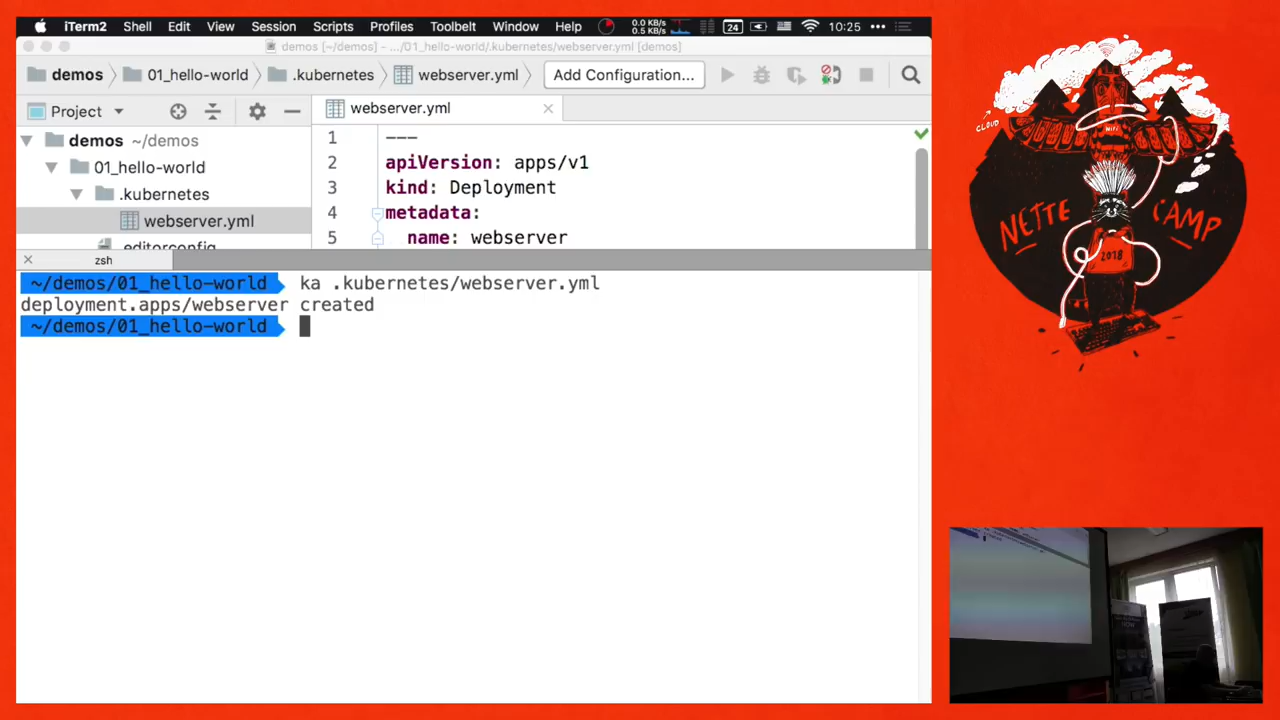 iTerm2 Shell Edit View Session Scripts Profiles Toolbelt Window Help 0.0 KB/s 0.5 KB/s 24 10:25
demos [~/demos] – .../01_hello-world/.kubernetes/webserver.yml [demos]
demos 01_hello-world .kubernetes webserver.yml Add Configuration...
Project webserver.yml
demos ~/demos
01_hello-world
.kubernetes
webserver.yml
.editorconfig
1 ---
2 apiVersion: apps/v1
3 kind: Deployment
4 metadata:
5 name: webserver
zsh
~/demos/01_hello-world ka .kubernetes/webserver.yml
deployment.apps/webserver created
~/demos/01_hello-world
CLOUD
WiFi
NETTE CAMP
2018